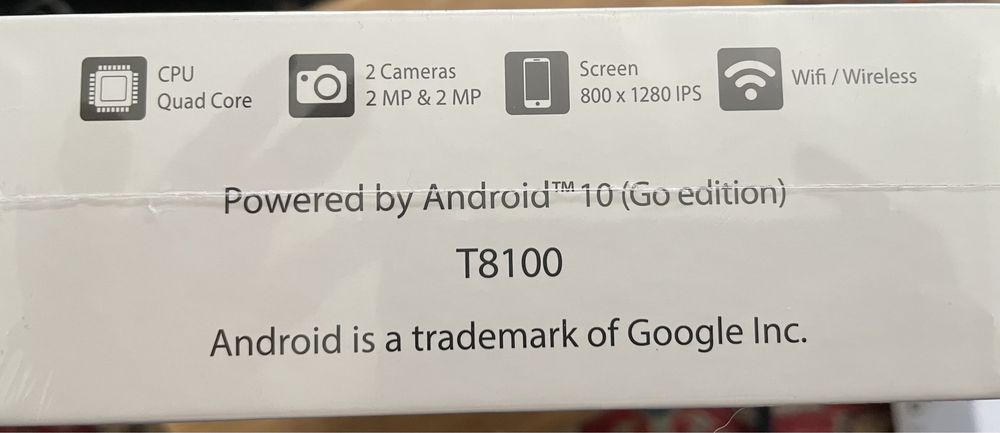 CPU
Quad Core
2 Cameras
2 MP & 2 MP
Screen
800 x 1280 IPS
Wifi / Wireless
Powered by Android™ 10 (Go edition)
T8100
Android is a trademark of Google Inc.